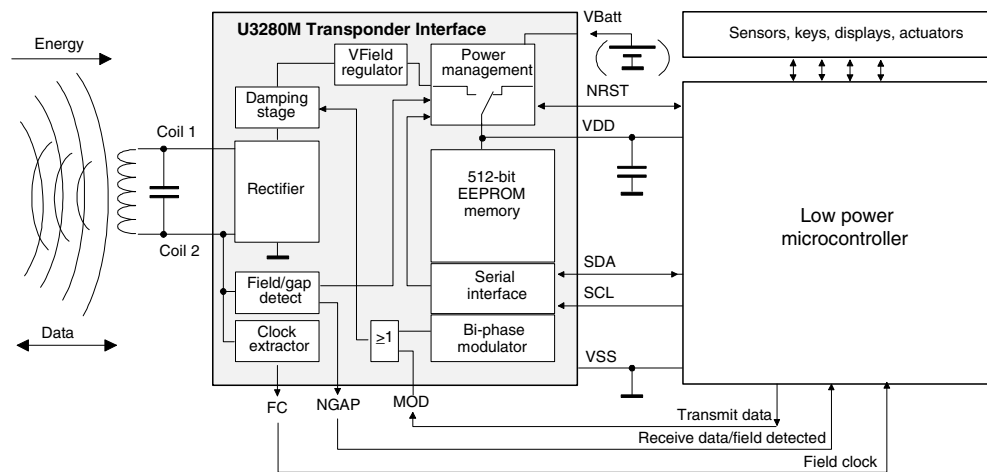 U3280M Transponder Interface
Energy
VField
regulator
Power
management
VBatt
Sensors, keys, displays, actuators
NRST
Damping
stage
VDD
Coil 1
Rectifier
512-bit
EEPROM
memory
Low power
microcontroller
Coil 2
SDA
Field/gap
detect
Serial
interface
SCL
Data
Clock
extractor
≥1
Bi-phase
modulator
VSS
FC
NGAP
MOD
Transmit data
Receive data/field detected
Field clock